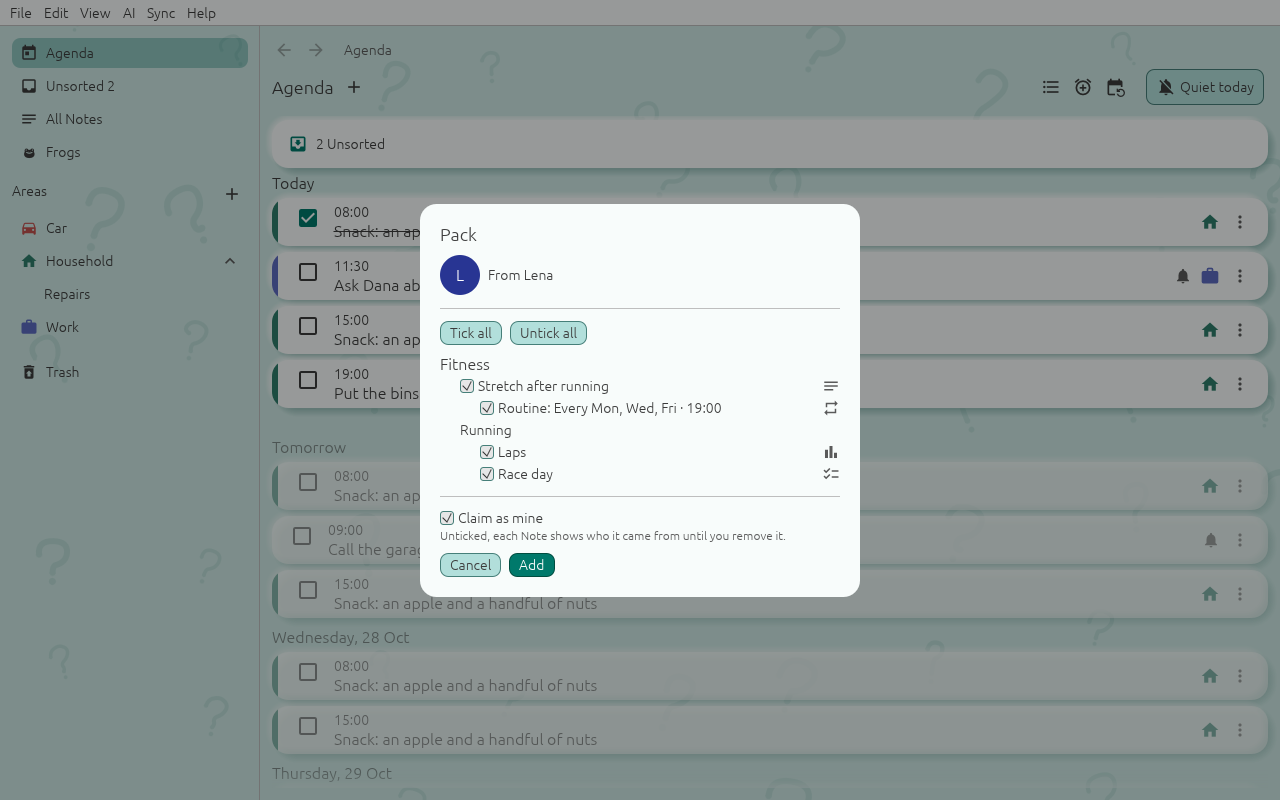 File Edit View AI Sync Help
Agenda
Unsorted 2
All Notes
Frogs
Areas
Car
Household
Repairs
Work
Trash
Agenda
Agenda
Quiet today
2 Unsorted
Today
08:00
Snack: an ap
11:30
Ask Dana ab
15:00
Snack: an ap
19:00
Put the bins
Tomorrow
08:00
Snack: an ap
09:00
Call the garag
15:00
Snack: an apple and a handful of nuts
Wednesday, 28 Oct
08:00
Snack: an apple and a handful of nuts
15:00
Snack: an apple and a handful of nuts
Thursday, 29 Oct
Pack
L
From Lena
Tick all
Untick all
Fitness
Stretch after running
Routine: Every Mon, Wed, Fri · 19:00
Running
Laps
Race day
Claim as mine
Unticked, each Note shows who it came from until you remove it.
Cancel
Add